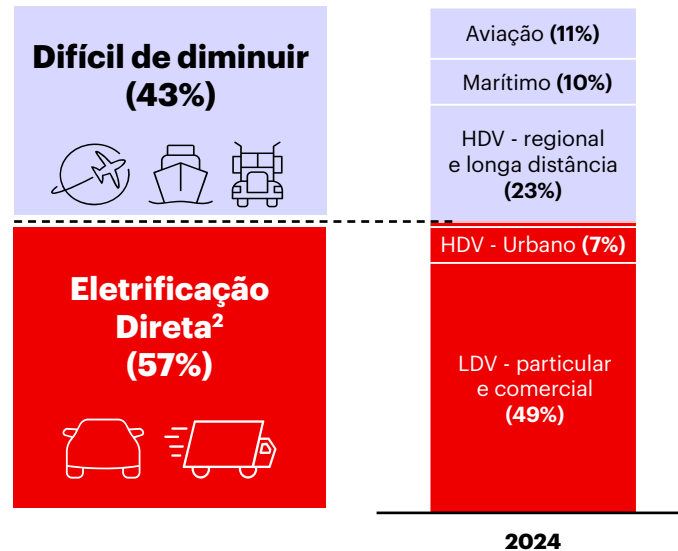 Difícil de diminuir
(43%)
Eletrificação
Direta²
(57%)
Aviação (11%)
Marítimo (10%)
HDV - regional
e longa distância
(23%)
HDV - Urbano (7%)
LDV - particular
e comercial
(49%)
2024